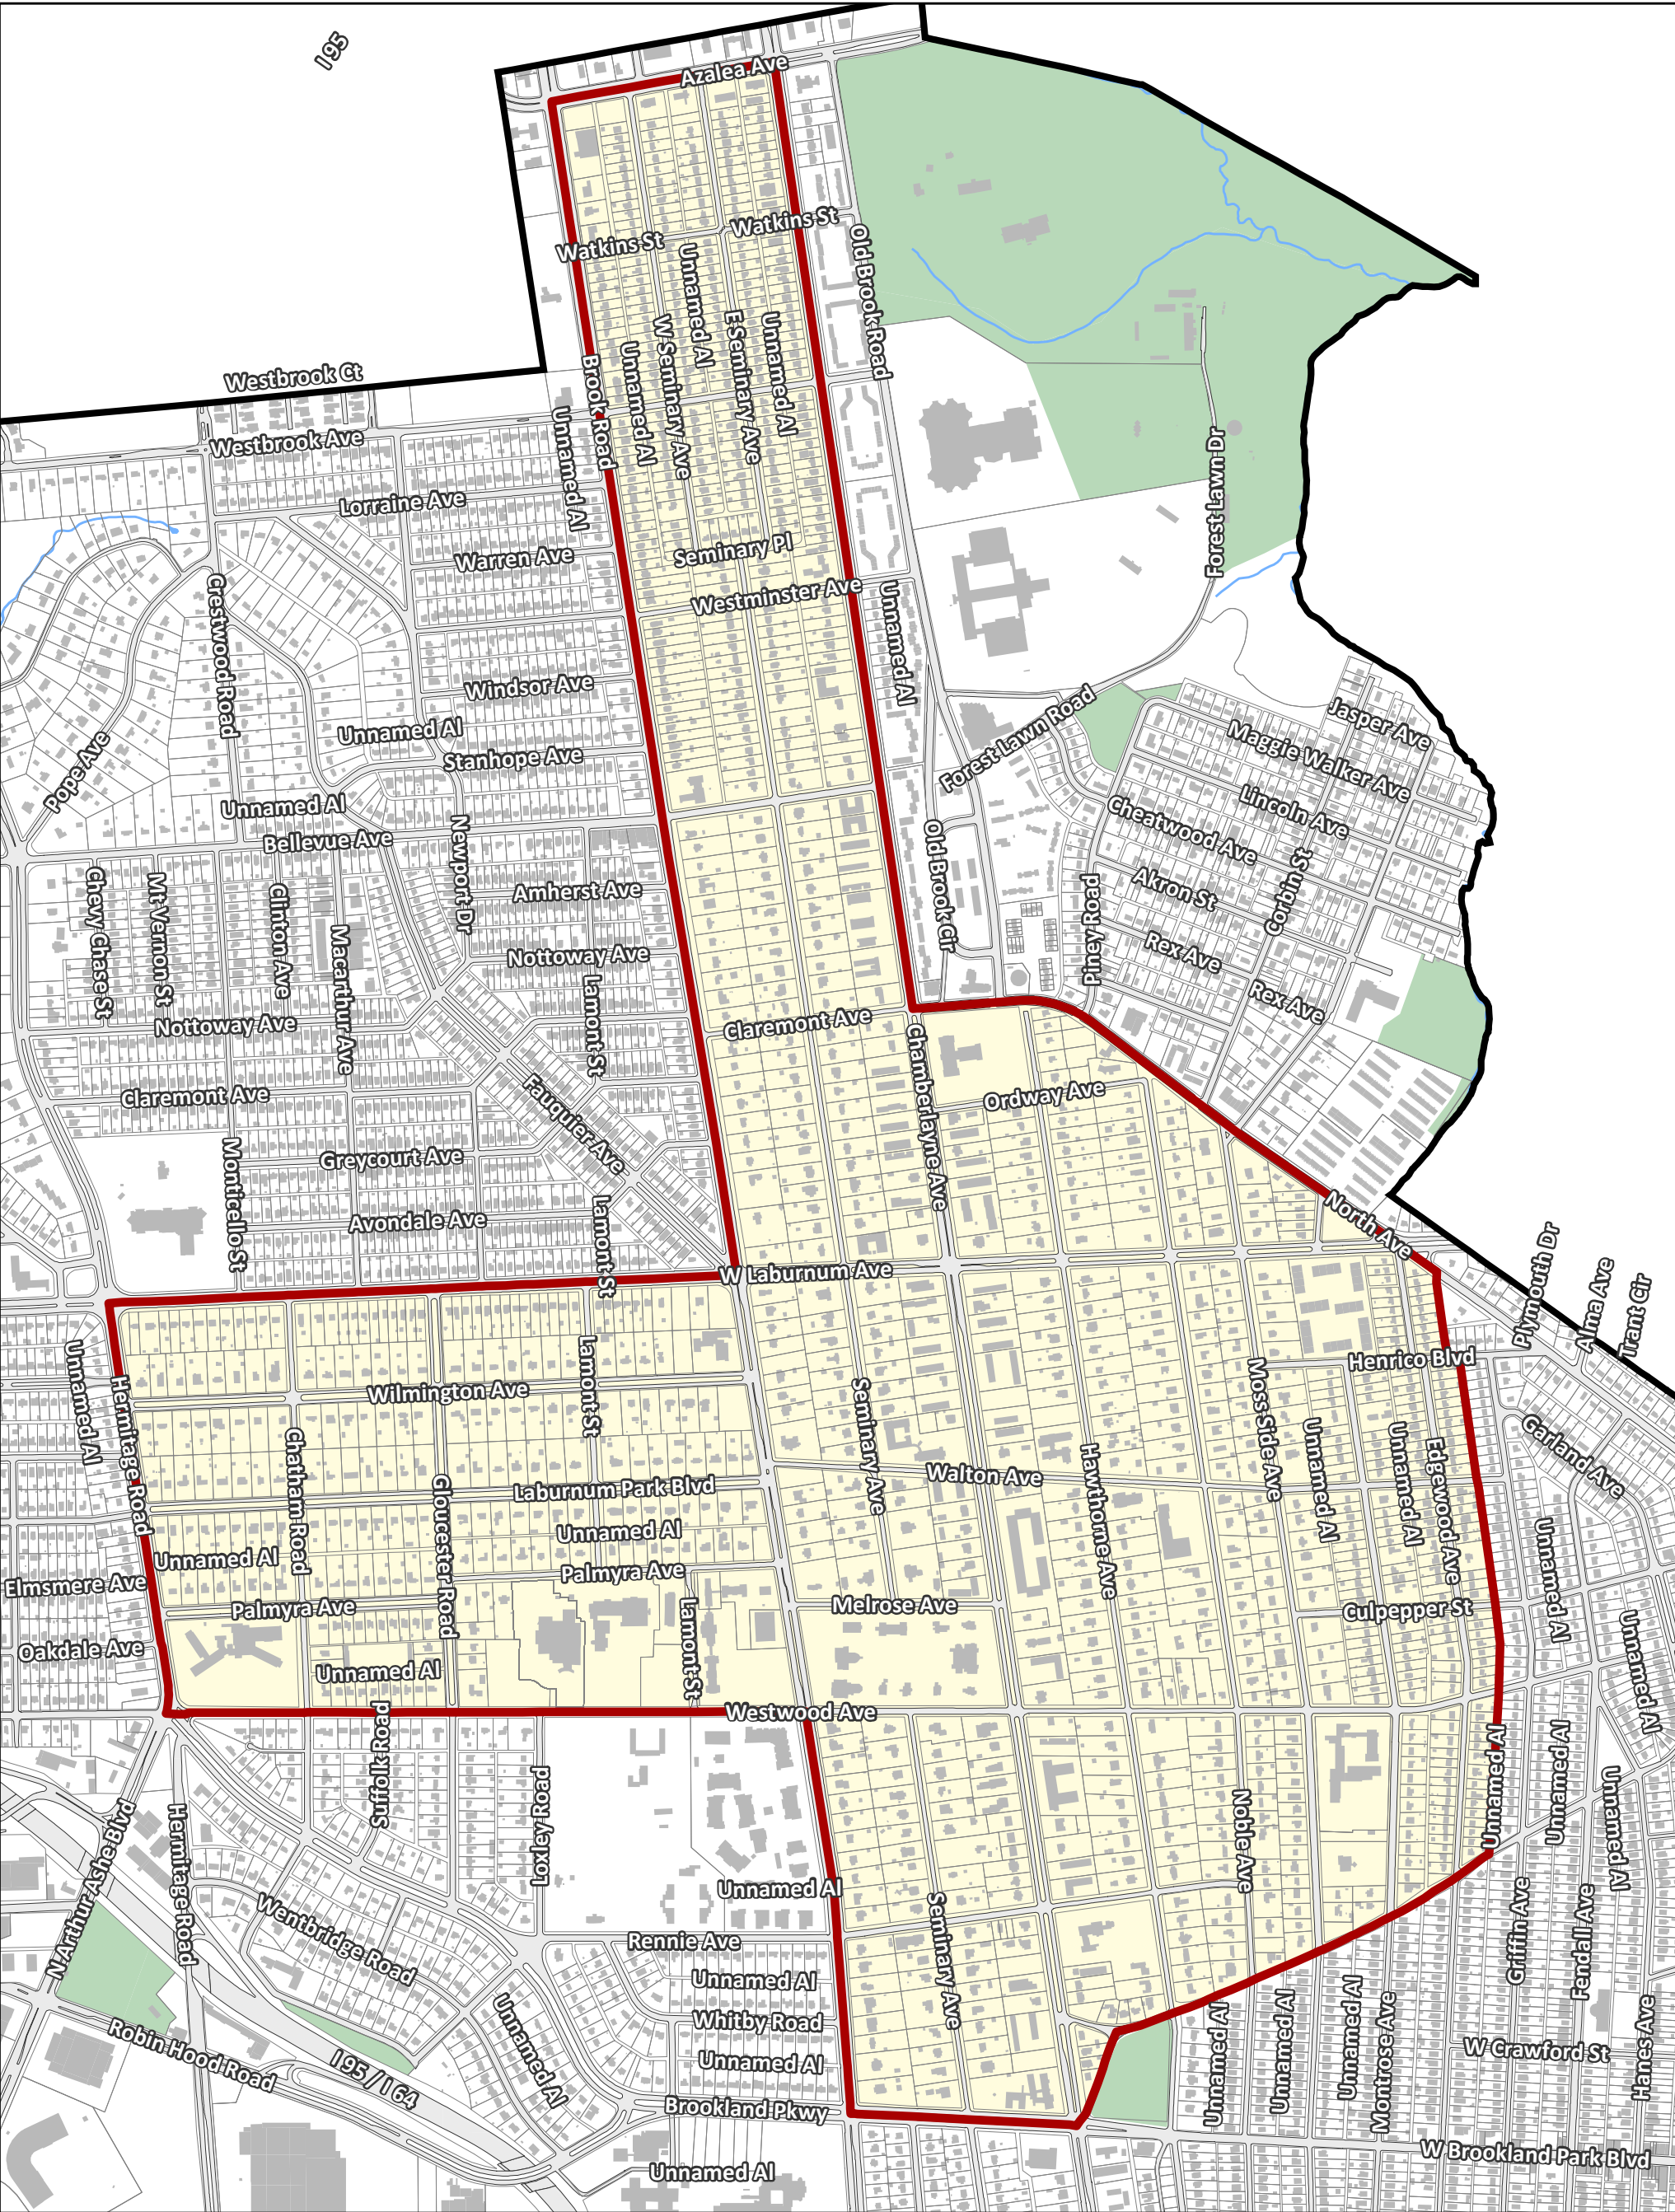 I 95
Azalea Ave
Watkins St
Watkins St
Old Brook Road
Unnamed Al
Unnamed Al
W Seminary Ave
E Seminary Ave
Unnamed Al
Brook Road
Westbrook Ct
Westbrook Ave
Unnamed Al
Forest Lawn Dr
Lorraine Ave
Warren Ave
Seminary Pl
Westminster Ave
Crestwood Road
Unnamed Al
Windsor Ave
Forest Lawn Road
Jasper Ave
Maggie Walker Ave
Unnamed Al
Stanhope Ave
Pope Ave
Unnamed Al
Lincoln Ave
Cheatwood Ave
Bellevue Ave
Newport Dr
Old Brook Cir
Akron St
Corbin St
Amherst Ave
Chevy Chase St
Mt Vernon St
Clinton Ave
Macarthur Ave
Piney Road
Rex Ave
Nottoway Ave
Rex Ave
Lamont St
Nottoway Ave
Claremont Ave
Chamberlayne Ave
Claremont Ave
Ordway Ave
Fauquier Ave
Greycourt Ave
Monticello St
Avondale Ave
Lamont St
North Ave
W Laburnum Ave
Plymouth Dr
Alma Ave
Trant Cir
Henrico Blvd
Unnamed Al
Hermitage Road
Wilmington Ave
Lamont St
Seminary Ave
Moss Side Ave
Unnamed Al
Unnamed Al
Edgewood Ave
Garland Ave
Chatham Road
Walton Ave
Hawthorne Ave
Gloucester Road
Laburnum Park Blvd
Unnamed Al
Unnamed Al
Unnamed Al
Palmyra Ave
Elmsmere Ave
Palmyra Ave
Melrose Ave
Culpepper St
Lamont St
Unnamed Al
Oakdale Ave
Unnamed Al
Westwood Ave
Suffolk Road
Unnamed Al
Unnamed Al
Unnamed Al
Loxley Road
Noble Ave
N Arthur Ashe Blvd
Hermitage Road
Unnamed Al
Wentbridge Road
Seminary Ave
Griffin Ave
Fendall Ave
Rennie Ave
Unnamed Al
Unnamed Al
Whitby Road
Unnamed Al
Unnamed Al
Unnamed Al
Unnamed Al
Montrose Ave
W Crawford St
Hanes Ave
Robin Hood Road
I 95 / I 64
Brookland Pkwy
W Brookland Park Blvd
Unnamed Al